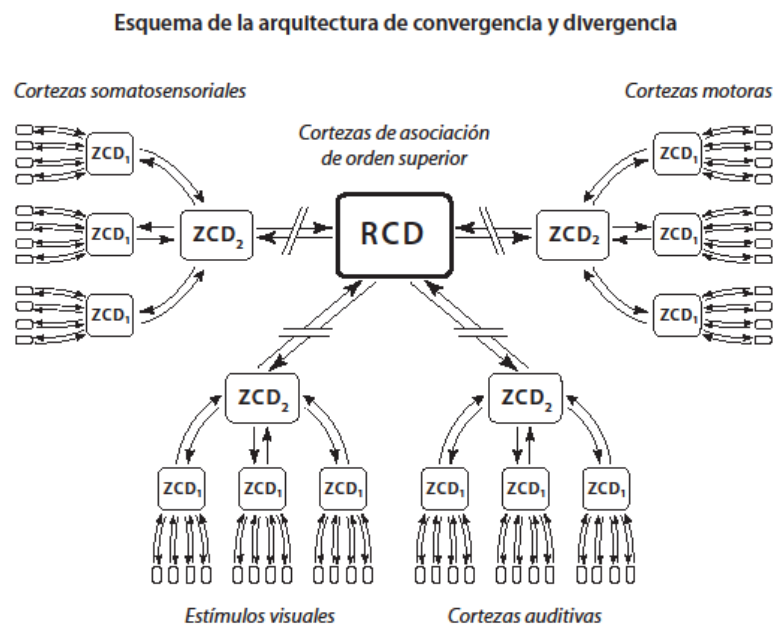 Esquema de la arquitectura de convergencia y divergencia
Cortezas somatosensoriales
Cortezas motoras
Cortezas de asociación
de orden superior
ZCD₁
ZCD₁
ZCD₁
ZCD₂
RCD
ZCD₂
ZCD₁
ZCD₁
ZCD₁
ZCD₂
ZCD₂
ZCD₁
ZCD₁
ZCD₁
ZCD₁
ZCD₁
ZCD₁
Estímulos visuales
Cortezas auditivas